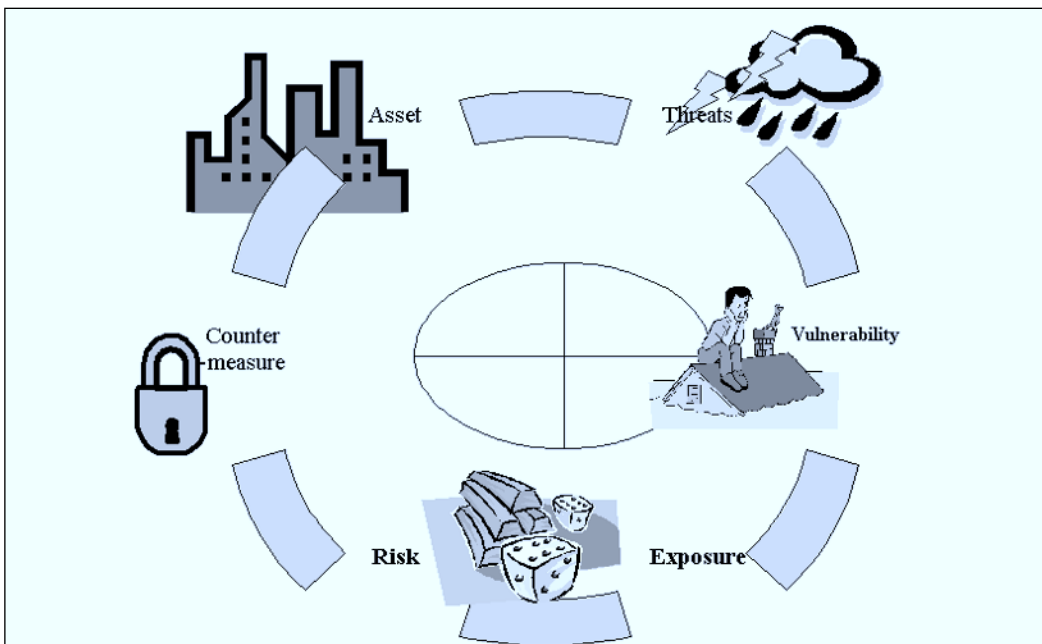 Asset
Threats
Counter
-measure
Vulnerability
Risk
Exposure